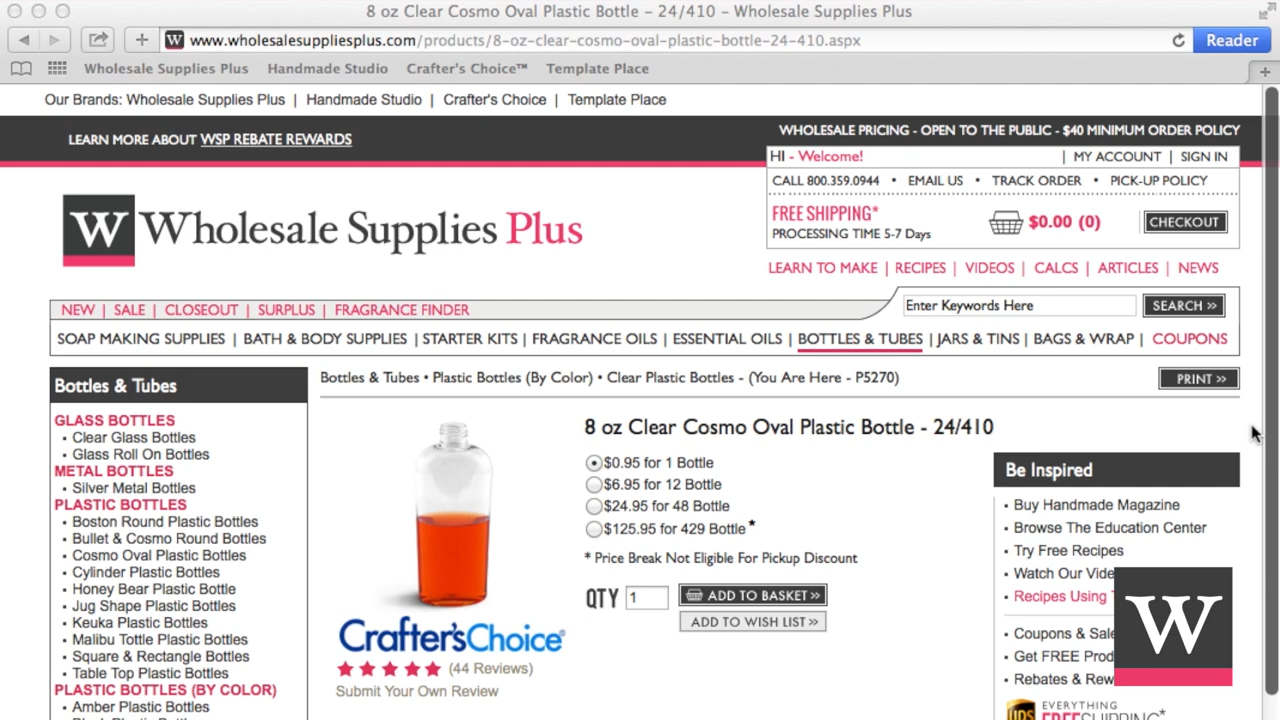 8 oz Clear Cosmo Oval Plastic Bottle – 24/410 – Wholesale Supplies Plus
www.wholesalesuppliesplus.com/products/8-oz-clear-cosmo-oval-plastic-bottle-24-410.aspx
Reader
Wholesale Supplies Plus Handmade Studio Crafter's Choice™ Template Place
Our Brands: Wholesale Supplies Plus | Handmade Studio | Crafter's Choice | Template Place
LEARN MORE ABOUT WSP REBATE REWARDS
WHOLESALE PRICING - OPEN TO THE PUBLIC - $40 MINIMUM ORDER POLICY
HI - Welcome! | MY ACCOUNT | SIGN IN
CALL 800.359.0944 • EMAIL US • TRACK ORDER • PICK-UP POLICY
FREE SHIPPING*
PROCESSING TIME 5-7 Days
$0.00 (0)
CHECKOUT
W Wholesale Supplies Plus
LEARN TO MAKE | RECIPES | VIDEOS | CALCS | ARTICLES | NEWS
NEW | SALE | CLOSEOUT | SURPLUS | FRAGRANCE FINDER
Enter Keywords Here
SEARCH »
SOAP MAKING SUPPLIES | BATH & BODY SUPPLIES | STARTER KITS | FRAGRANCE OILS | ESSENTIAL OILS | BOTTLES & TUBES | JARS & TINS | BAGS & WRAP | COUPONS
Bottles & Tubes
GLASS BOTTLES
Clear Glass Bottles
Glass Roll On Bottles
METAL BOTTLES
Silver Metal Bottles
PLASTIC BOTTLES
Boston Round Plastic Bottles
Bullet & Cosmo Round Bottles
Cosmo Oval Plastic Bottles
Cylinder Plastic Bottles
Honey Bear Plastic Bottle
Jug Shape Plastic Bottles
Keuka Plastic Bottles
Malibu Tottle Plastic Bottles
Square & Rectangle Bottles
Table Top Plastic Bottles
PLASTIC BOTTLES (BY COLOR)
Amber Plastic Bottles
Bottles & Tubes • Plastic Bottles (By Color) • Clear Plastic Bottles - (You Are Here - P5270)
PRINT »
8 oz Clear Cosmo Oval Plastic Bottle - 24/410
$0.95 for 1 Bottle
$6.95 for 12 Bottle
$24.95 for 48 Bottle
$125.95 for 429 Bottle *
* Price Break Not Eligible For Pickup Discount
QTY 1 ADD TO BASKET »
ADD TO WISH LIST »
Crafter'sChoice
(44 Reviews)
Submit Your Own Review
Be Inspired
Buy Handmade Magazine
Browse The Education Center
Try Free Recipes
Watch Our Vide
Recipes Using
Coupons & Sale
Get FREE Prod
Rebates & Rew
W
UPS EVERYTHING
FREESHIPPING*